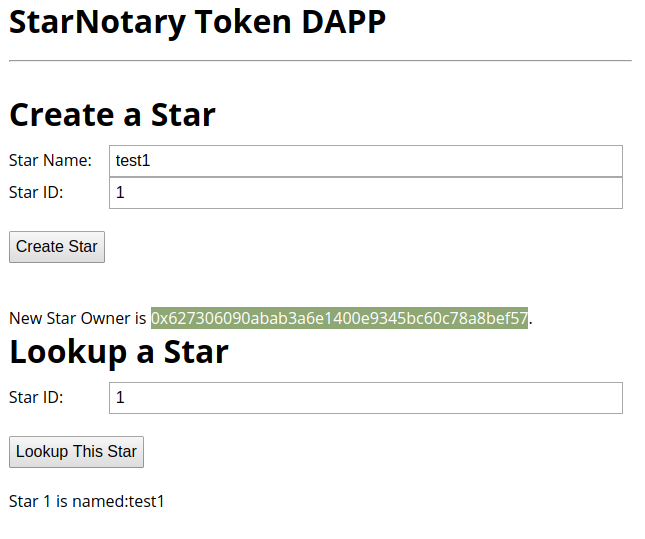 StarNotary Token DAPP
Create a Star
Star Name: test1
Star ID: 1
Create Star
New Star Owner is 0x627306090abab3a6e1400e9345bc60c78a8bef57.
Lookup a Star
Star ID: 1
Lookup This Star
Star 1 is named:test1